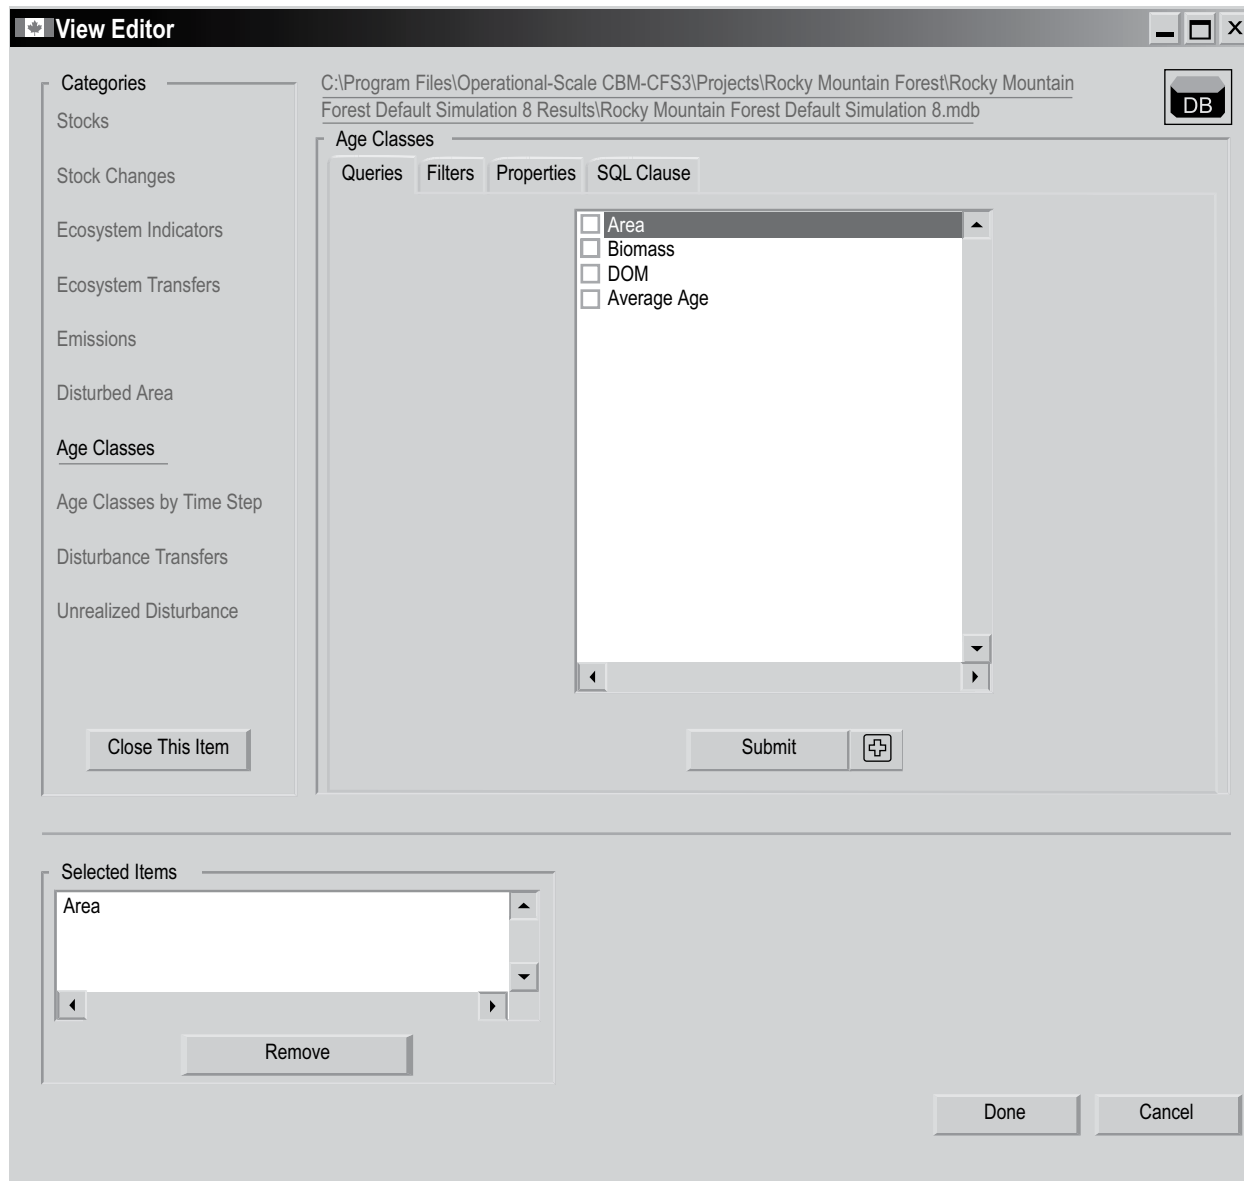 View Editor
Categories
Stocks
Stock Changes
Ecosystem Indicators
Ecosystem Transfers
Emissions
Disturbed Area
Age Classes
Age Classes by Time Step
Disturbance Transfers
Unrealized Disturbance
Close This Item
C:\Program Files\Operational-Scale CBM-CFS3\Projects\Rocky Mountain Forest\Rocky Mountain
Forest Default Simulation 8 Results\Rocky Mountain Forest Default Simulation 8.mdb
DB
Age Classes
Queries Filters Properties SQL Clause
Area
Biomass
DOM
Average Age
Submit
Selected Items
Area
Remove
Done Cancel